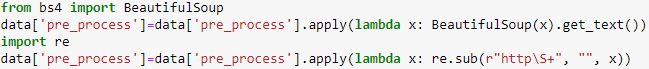 from bs4 import BeautifulSoup
data['pre_process']=data['pre_process'].apply(lambda x: BeautifulSoup(x).get_text())
import re
data['pre_process']=data['pre_process'].apply(lambda x: re.sub(r"http\S+", "", x))